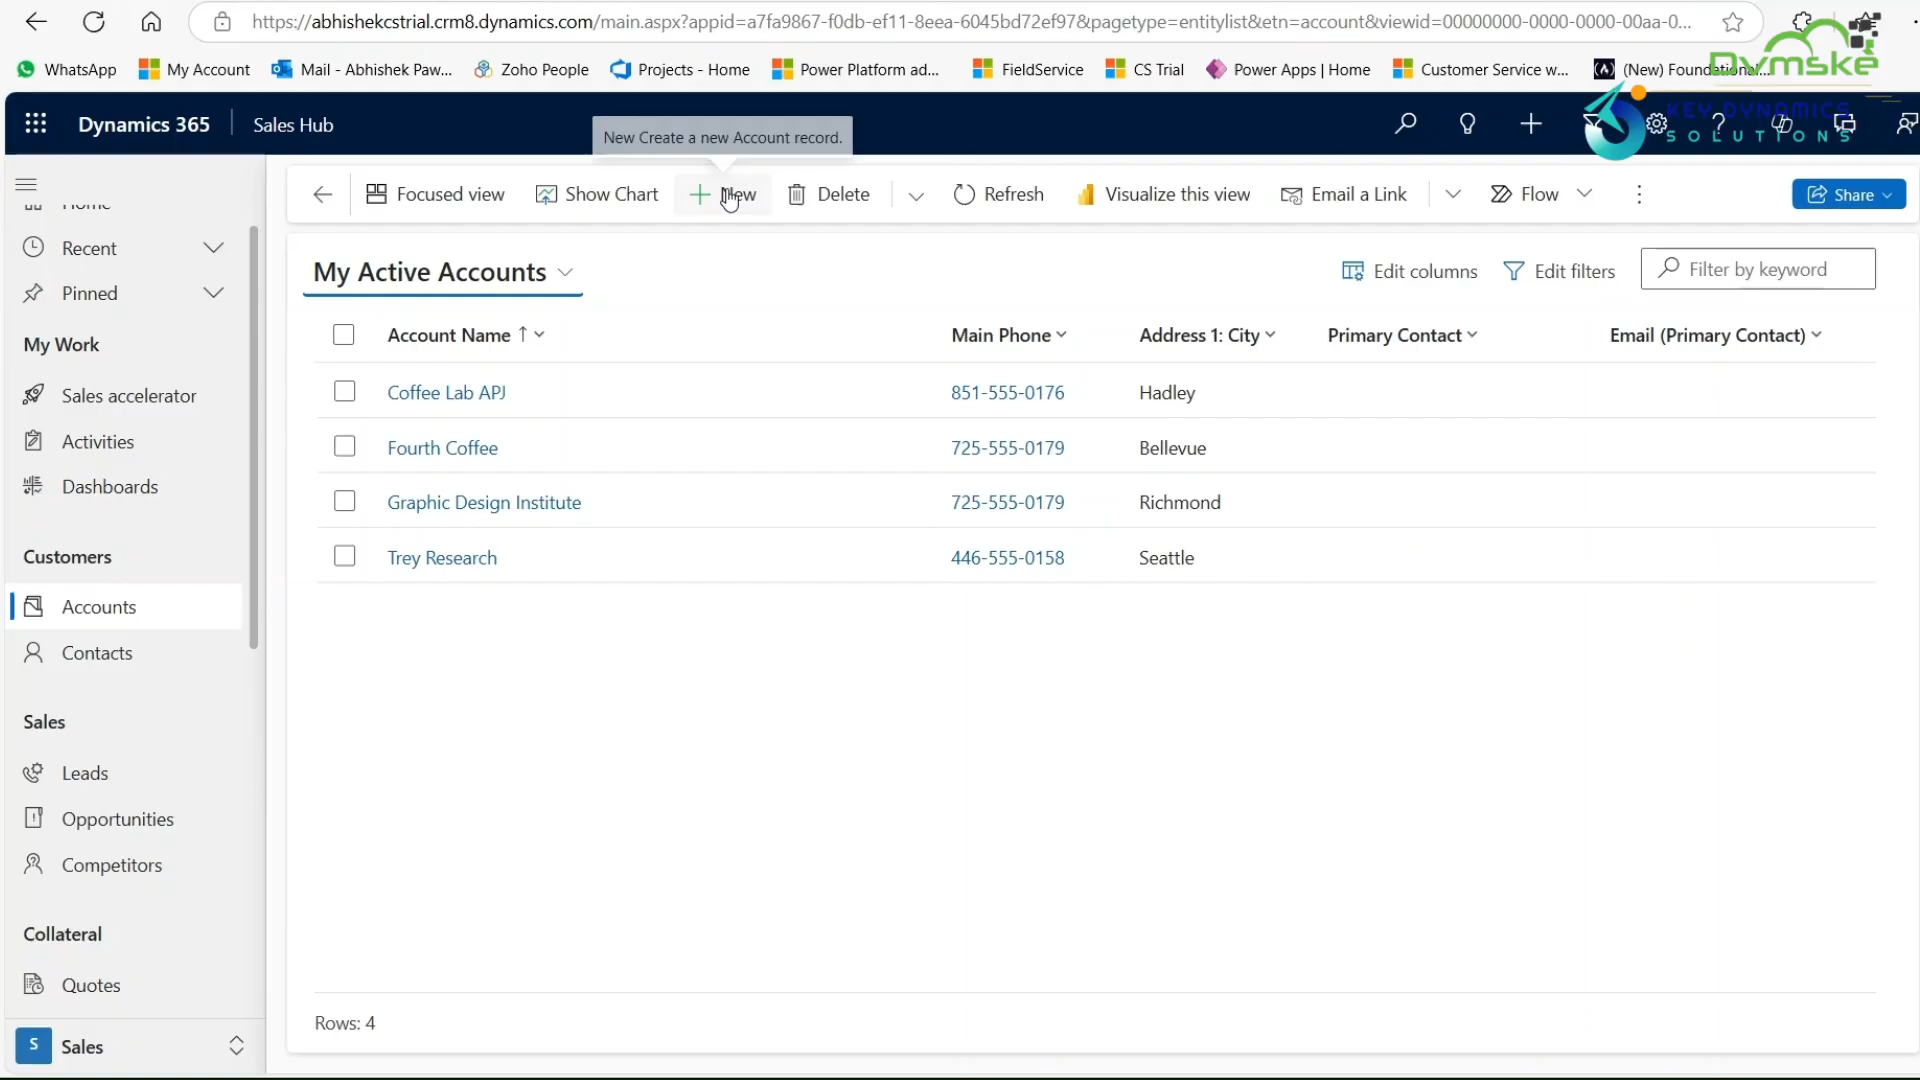 https://abhishekcstrial.crm8.dynamics.com/main.aspx?appid=a7fa9867-f0db-ef11-8eea-6045bd72ef97&pagetype=entitylist&etn=account&viewid=00000000-0000-0000-00aa-0...
WhatsApp My Account Mail - Abhishek Paw... Zoho People Projects - Home Power Platform ad... FieldService CS Trial Power Apps | Home Customer Service w... (New) Foundational...
Dymske
Dynamics 365 Sales Hub
KEY DYNAMICS
SOLUTIONS
New Create a new Account record.
Focused view Show Chart New Delete Refresh Visualize this view Email a Link Flow Share
Home
Recent
Pinned
My Work
Sales accelerator
Activities
Dashboards
Customers
Accounts
Contacts
Sales
Leads
Opportunities
Competitors
Collateral
Quotes
S Sales
My Active Accounts
Edit columns Edit filters Filter by keyword
Account Name Main Phone Address 1: City Primary Contact Email (Primary Contact)
Coffee Lab APJ 851-555-0176 Hadley
Fourth Coffee 725-555-0179 Bellevue
Graphic Design Institute 725-555-0179 Richmond
Trey Research 446-555-0158 Seattle
Rows: 4